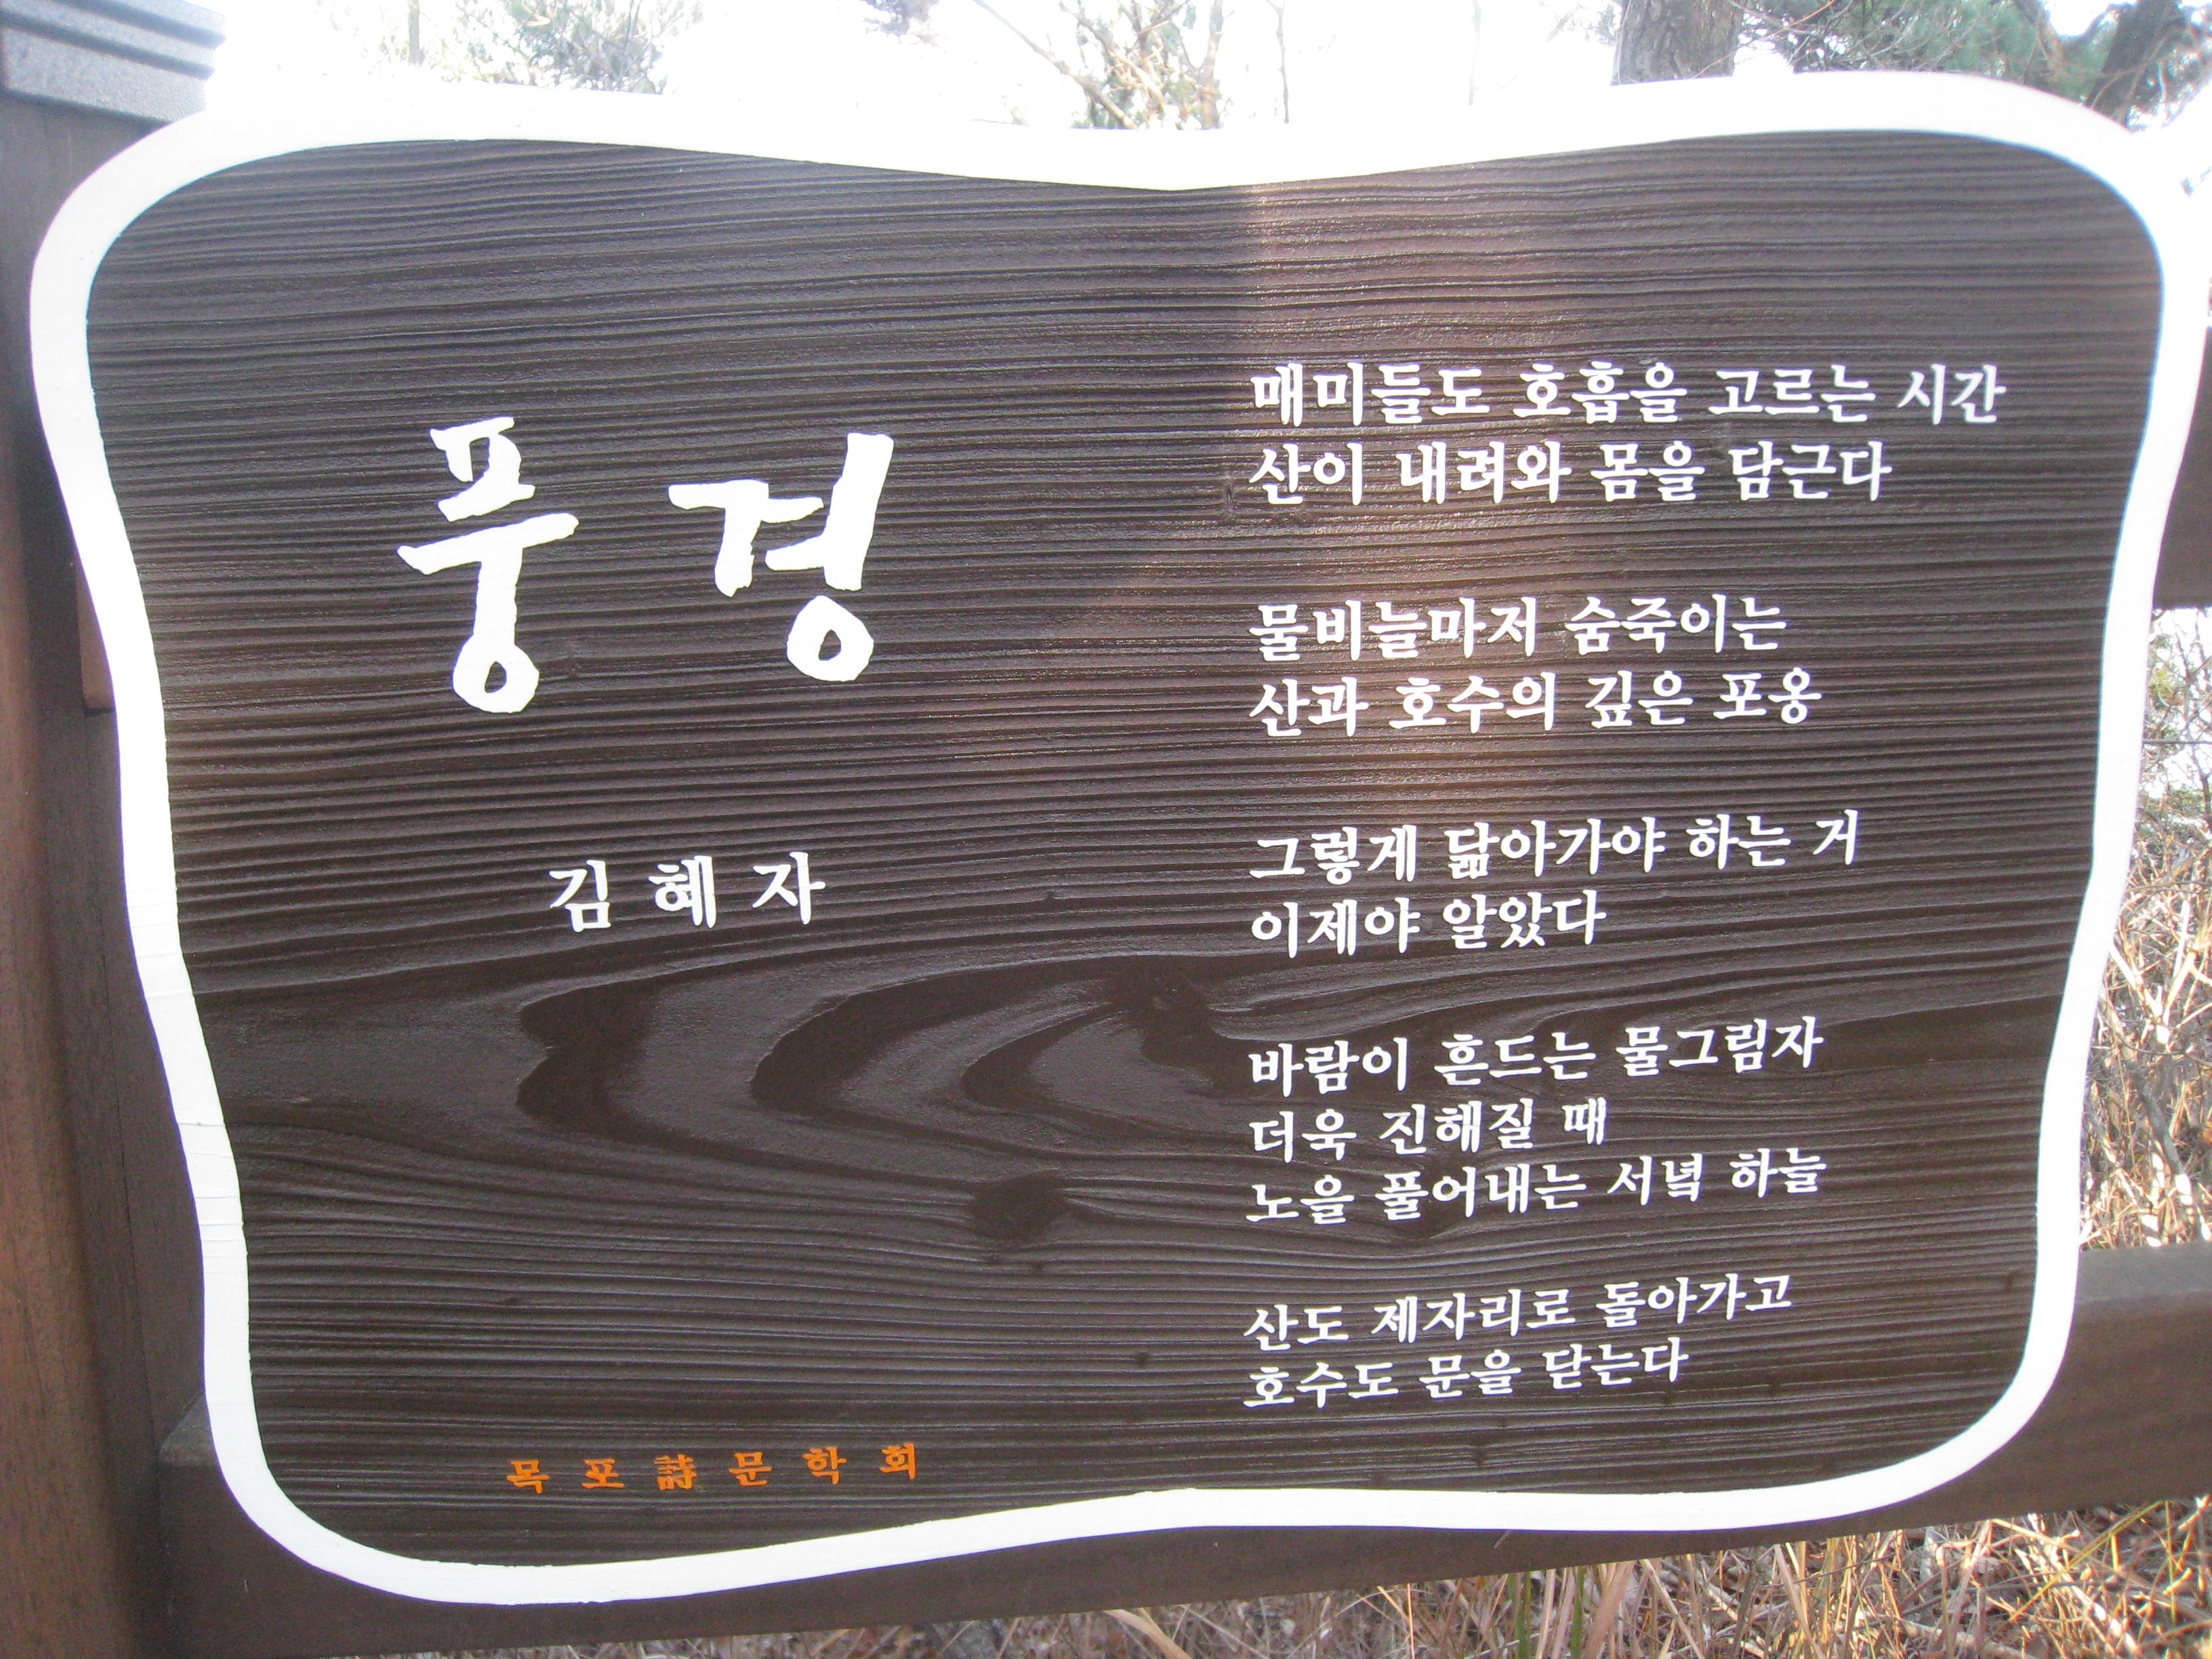 풍경
김혜자
매미들도 호흡을 고르는 시간
산이 내려와 몸을 담근다
물비늘마저 숨죽이는
산과 호수의 깊은 포옹
그렇게 닮아가야 하는 거
이제야 알았다
바람이 흔드는 물그림자
더욱 진해질 때
노을 풀어내는 서녘 하늘
산도 제자리로 돌아가고
호수도 문을 닫는다
목포詩문학회